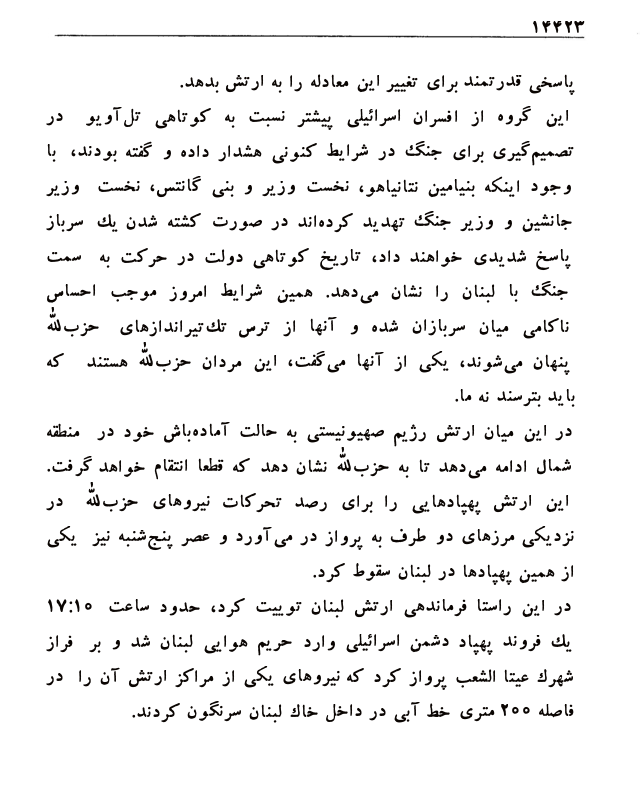 ۱۴۴۲۳
پاسخی قدرتمند برای تغییر این معادله را به ارتش بدهد.
این گروه از افسران اسرائیلی پیشتر نسبت به کوتاهی تل‌آویو در
تصمیم‌گیری برای جنگ در شرایط کنونی هشدار داده و گفته بودند، با
وجود اینکه بنیامین نتانیاهو، نخست وزیر و بنی گانتس، نخست وزیر
جانشین و وزیر جنگ تهدید کرده‌اند در صورت کشته شدن یك سرباز
پاسخ شدیدی خواهند داد، تاریخ کوتاهی دولت در حرکت به سمت
جنگ با لبنان را نشان می‌دهد. همین شرایط امروز موجب احساس
ناکامی میان سربازان شده و آنها از ترس تك‌تیراندازهای حزب‌الله
پنهان می‌شوند، یکی از آنها می‌گفت، این مردان حزب‌الله هستند که
باید بترسند نه ما.
در این میان ارتش رژیم صهیونیستی به حالت آماده‌باش خود در منطقه
شمال ادامه می‌دهد تا به حزب‌الله نشان دهد که قطعا انتقام خواهد گرفت.
این ارتش پهپادهایی را برای رصد تحرکات نیروهای حزب‌الله در
نزدیکی مرزهای دو طرف به پرواز در می‌آورد و عصر پنج‌شنبه نیز یکی
از همین پهپادها در لبنان سقوط کرد.
در این راستا فرماندهی ارتش لبنان توییت کرد، حدود ساعت ۱۷:۱۰
یك فروند پهپاد دشمن اسرائیلی وارد حریم هوایی لبنان شد و بر فراز
شهرك عیتا الشعب پرواز کرد که نیروهای یکی از مراکز ارتش آن را در
فاصله ۲۰۰ متری خط آبی در داخل خاك لبنان سرنگون کردند.